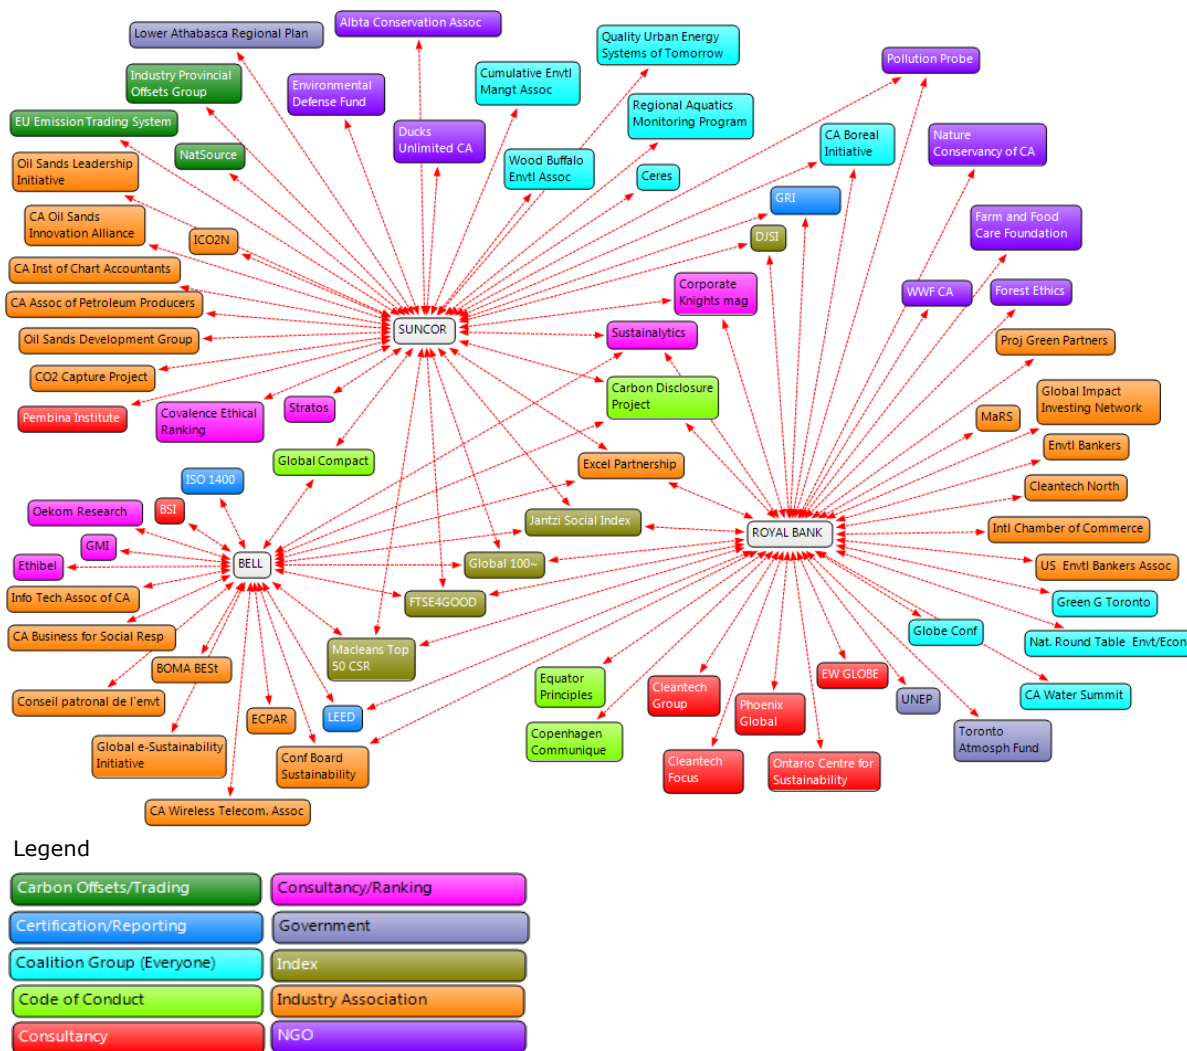 Lower Athabasca Regional Plan
Albta Conservation Assoc
Quality Urban Energy
Systems of Tomorrow
Pollution Probe
Industry Provincial
Offsets Group
Environmental
Defense Fund
Cumulative Envtl
Mangt Assoc
Regional Aquatics
Monitoring Program
EU Emission Trading System
Ducks
Unlimited CA
CA Boreal
Initiative
Nature
Conservancy of CA
NatSource
Wood Buffalo
Envtl Assoc
Ceres
Oil Sands Leadership
Initiative
GRI
CA Oil Sands
Innovation Alliance
ICO2N
DJSI
Farm and Food
Care Foundation
CA Inst of Chart Accountants
Corporate
Knights mag
WWF CA
Forest Ethics
CA Assoc of Petroleum Producers
SUNCOR
Sustainalytics
Oil Sands Development Group
Proj Green Partners
CO2 Capture Project
Carbon Disclosure
Project
Global Impact
Investing Network
Pembina Institute
Covalence Ethical
Ranking
Stratos
MaRS
Envtl Bankers
Global Compact
Excel Partnership
ISO 1400
Cleantech North
Oekom Research
BSI
Jantzi Social Index
ROYAL BANK
Intl Chamber of Commerce
GMI
Ethibel
BELL
Global 100~
US  Envtl Bankers Assoc
Info Tech Assoc of CA
FTSE4GOOD
Green G Toronto
CA Business for Social Resp
Macleans Top
50 CSR
Globe Conf
Nat. Round Table  Envt/Econ
BOMA BESt
Equator
Principles
Cleantech
Group
EW GLOBE
Conseil patronal de l'envt
ECPAR
LEED
Phoenix
Global
UNEP
CA Water Summit
Global e-Sustainability
Initiative
Conf Board
Sustainability
Copenhagen
Communique
Cleantech
Focus
Ontario Centre for
Sustainability
Toronto
Atmosph Fund
CA Wireless Telecom. Assoc
Legend
Carbon Offsets/Trading
Consultancy/Ranking
Certification/Reporting
Government
Coalition Group (Everyone)
Index
Code of Conduct
Industry Association
Consultancy
NGO